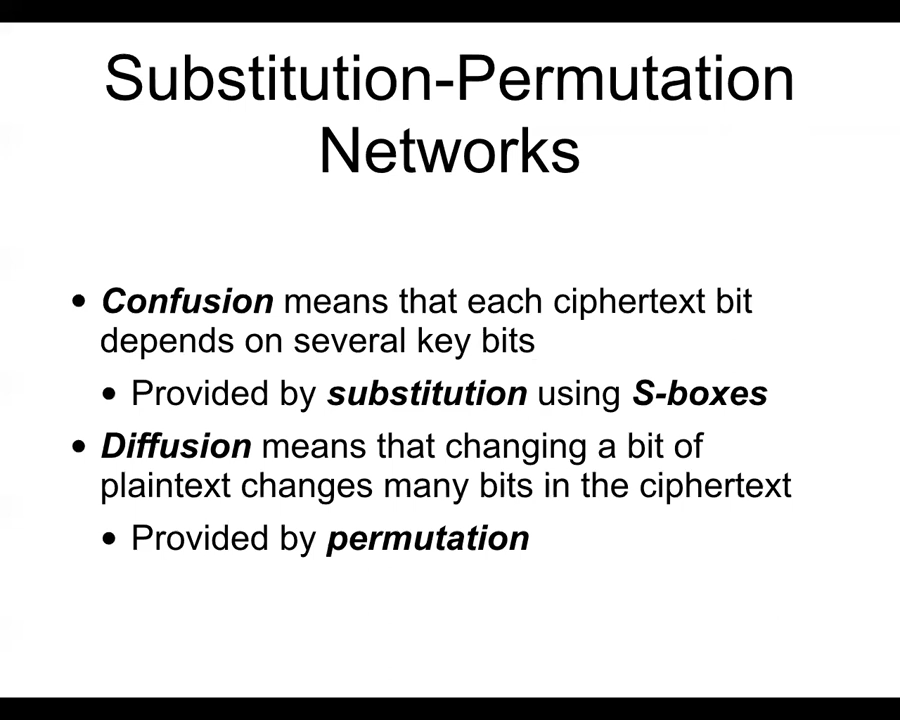 Substitution-Permutation
Networks
• Confusion means that each ciphertext bit
depends on several key bits
• Provided by substitution using S-boxes
• Diffusion means that changing a bit of
plaintext changes many bits in the ciphertext
• Provided by permutation